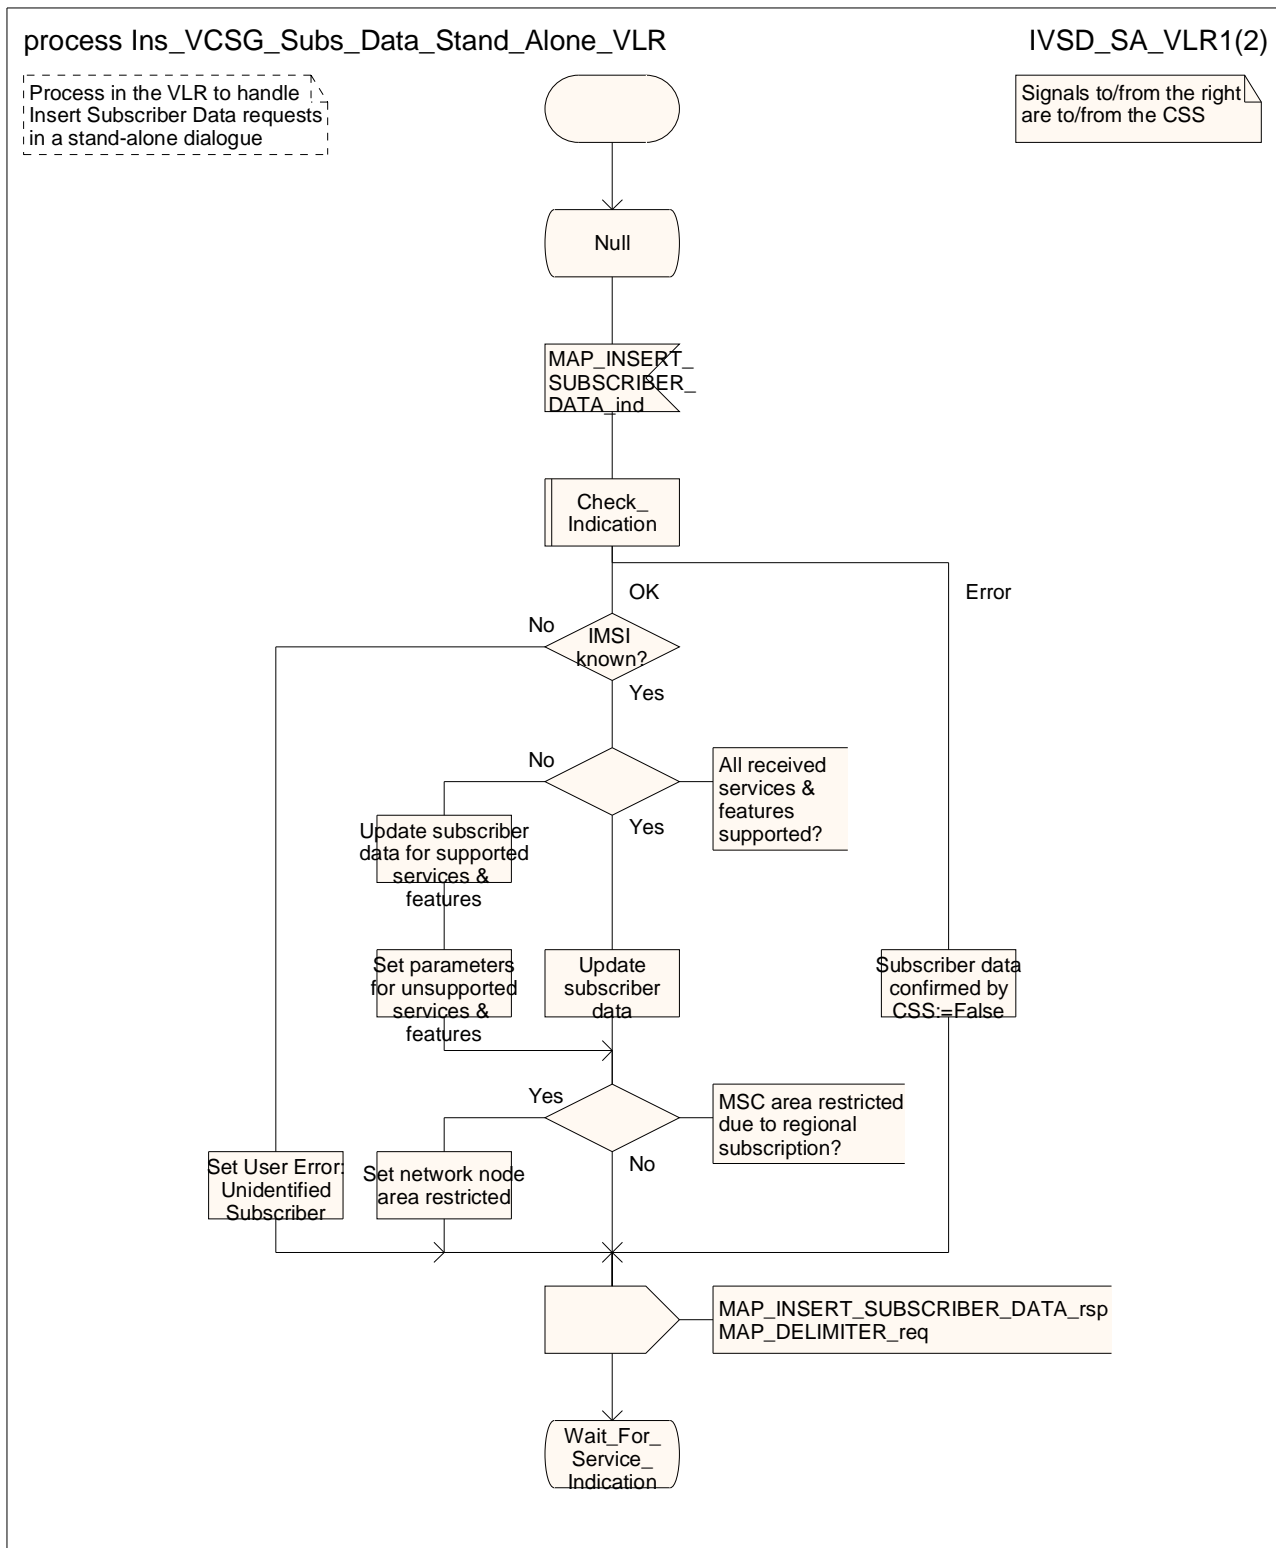 process Ins_VCSG_Subs_Data_Stand_Alone_VLR
IVSD_SA_VLR1(2)
Process in the VLR to handle
Insert Subscriber Data requests
in a stand-alone dialogue
Signals to/from the right
are to/from the CSS
Null
MAP_INSERT_
SUBSCRIBER_
DATA_ind
Check_
Indication
OK
Error
No
IMSI
known?
Yes
No
All received
services &
features
supported?
Yes
Update subscriber
data for supported
services &
features
Set parameters
for unsupported
services &
features
Update
subscriber
data
Subscriber data
confirmed by
CSS:=False
Yes
MSC area restricted
due to regional
subscription?
No
Set User Error:
Unidentified
Subscriber
Set network node
area restricted
MAP_INSERT_SUBSCRIBER_DATA_rsp
MAP_DELIMITER_req
Wait_For_
Service_
Indication